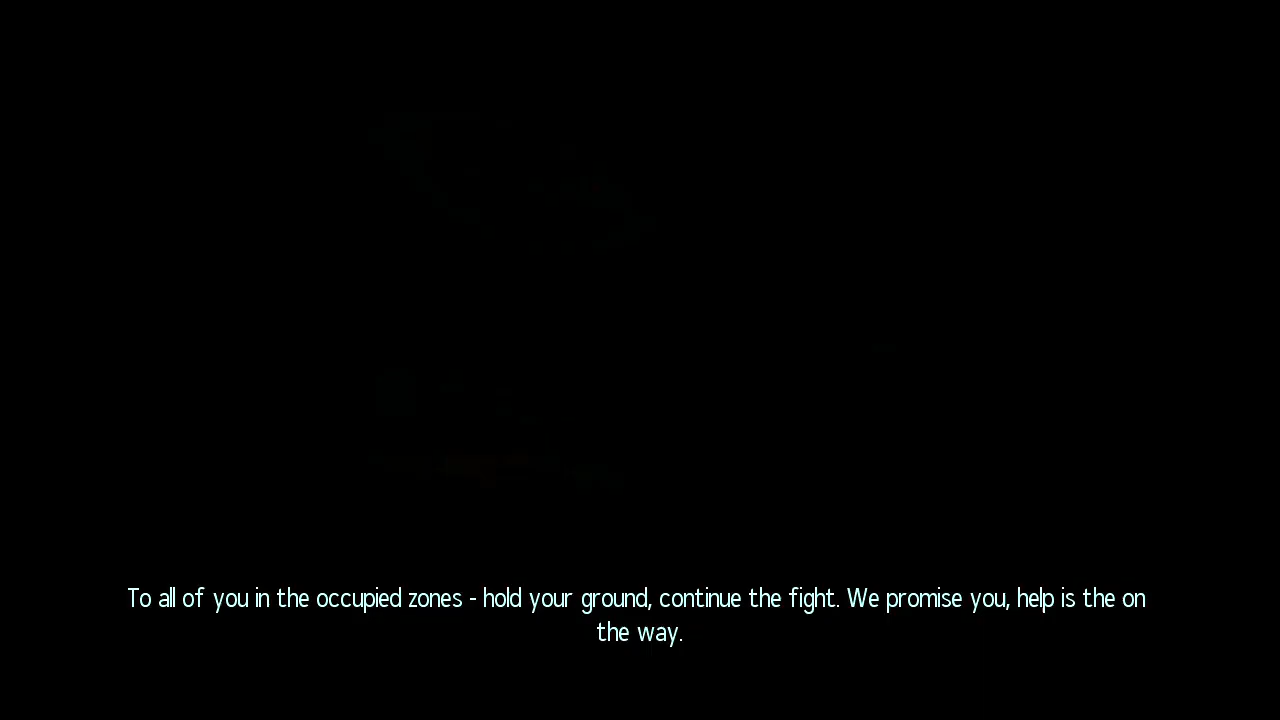 To all of you in the occupied zones - hold your ground, continue the fight. We promise you, help is the on
the way.